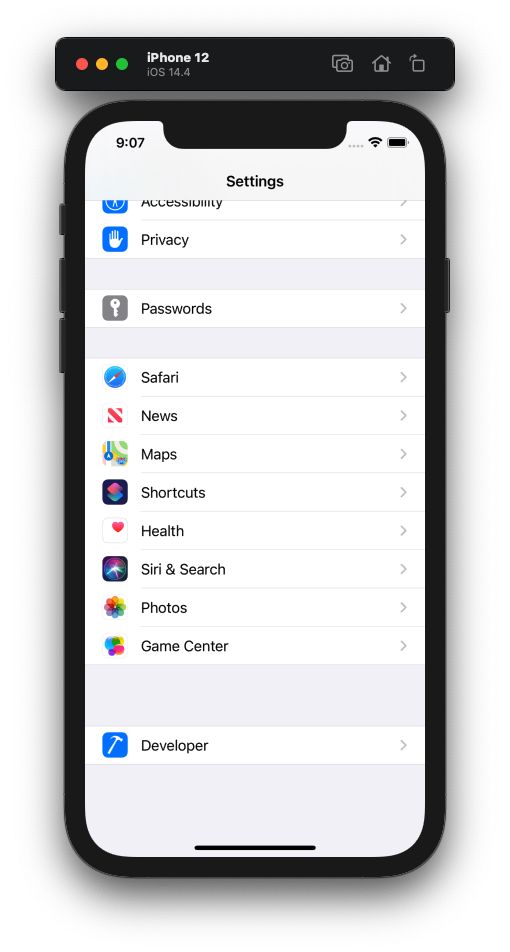 iPhone 12
iOS 14.4
9:07
Settings
Accessibility
Privacy
Passwords
Safari
News
Maps
Shortcuts
Health
Siri & Search
Photos
Game Center
Developer